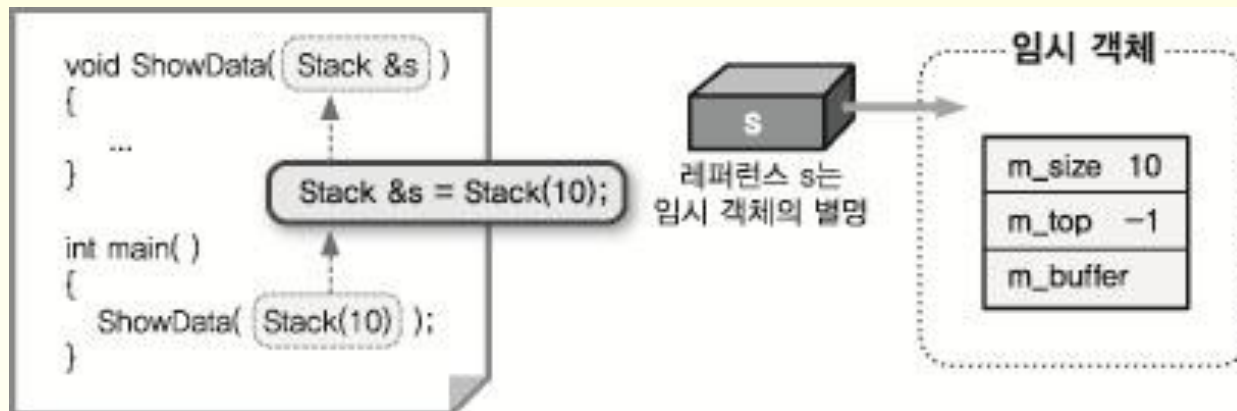 void ShowData( Stack &s )
{
...
}
Stack &s = Stack(10);
int main( )
{
ShowData( Stack(10) );
}
s
레퍼런스 s는
임시 객체의 별명
임시 객체
m_size 10
m_top -1
m_buffer